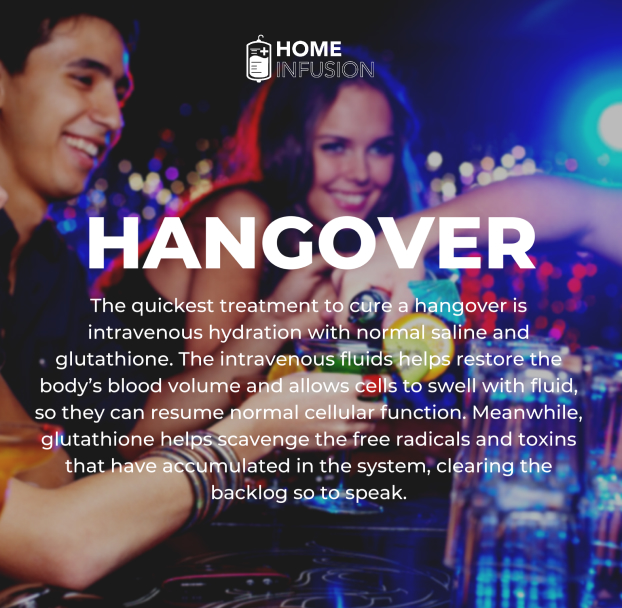 HOME
INFUSION
HANGOVER
The quickest treatment to cure a hangover is
intravenous hydration with normal saline and
glutathione. The intravenous fluids helps restore the
body's blood volume and allows cells to swell with fluid,
so they can resume normal cellular function. Meanwhile,
glutathione helps scavenge the free radicals and toxins
that have accumulated in the system, clearing the
backlog so to speak.